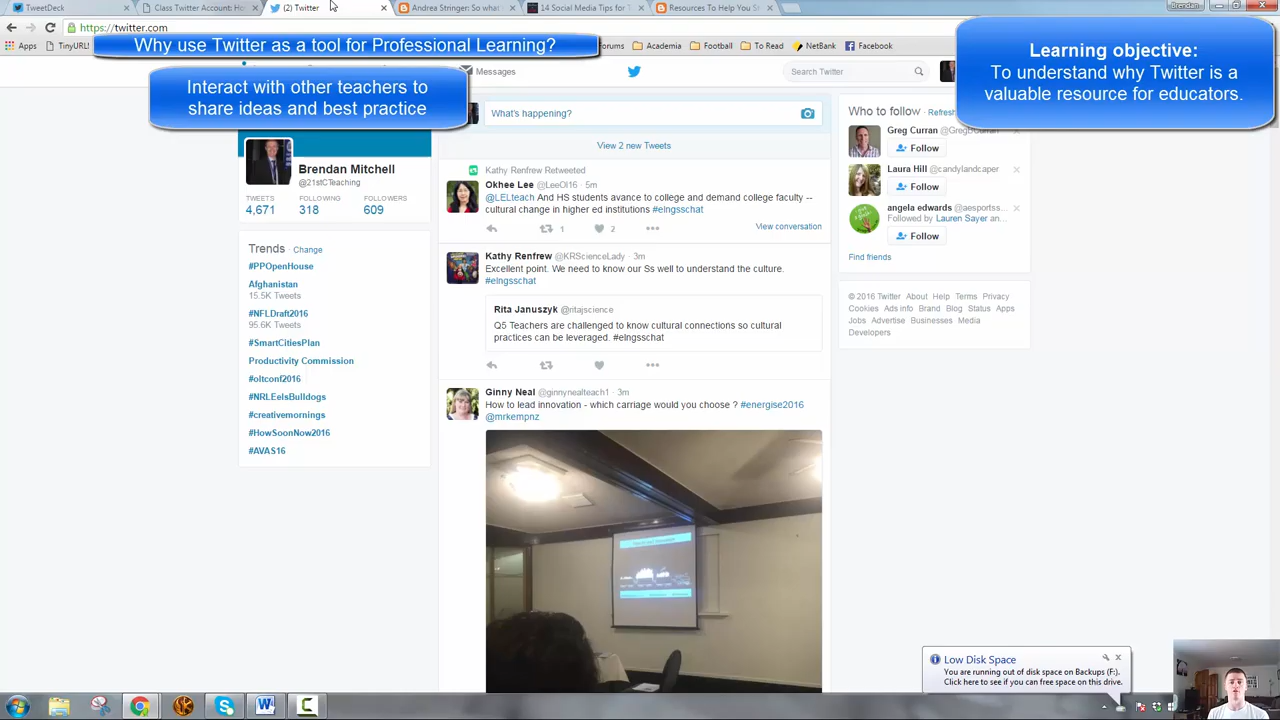 TweetDeck
Class Twitter Account: Ho
(2) Twitter
Andrea Stringer: So what
14 Social Media Tips for T
Resources To Help You St
Brendan
https://twitter.com
Apps
TinyURL!
Why use Twitter as a tool for Professional Learning?
orums
Academia
Football
To Read
NetBank
Facebook
Learning objective:
To understand why Twitter is a
valuable resource for educators.
Interact with other teachers to
share ideas and best practice
Messages
Search Twitter
What's happening?
View 2 new Tweets
Brendan Mitchell
@21stCTeaching
TWEETS
FOLLOWING
FOLLOWERS
4,671
318
609
Trends · Change
#PPOpenHouse
Afghanistan
15.5K Tweets
#NFLDraft2016
95.6K Tweets
#SmartCitiesPlan
Productivity Commission
#oltconf2016
#NRLEelsBulldogs
#creativemornings
#HowSoonNow2016
#AVAS16
Kathy Renfrew Retweeted
Okhee Lee @LeeOl16 · 5m
@LELteach And HS students avance to college and demand college faculty --
cultural change in higher ed institutions #elngsschat
1
2
View conversation
Kathy Renfrew @KRScienceLady · 3m
Excellent point. We need to know our Ss well to understand the culture.
#elngsschat
Rita Januszyk @ritajscience
Q5 Teachers are challenged to know cultural connections so cultural
practices can be leveraged. #elngsschat
Ginny Neal @ginnynealteach1 · 3m
How to lead innovation - which carriage would you choose ? #energise2016
@mrkempnz
Who to follow · Refresh
Greg Curran @GregBCurran
Follow
Laura Hill @candylandcaper
Follow
angela edwards @aesportss...
Followed by Lauren Sayer an...
Follow
Find friends
© 2016 Twitter About Help Terms Privacy
Cookies Ads info Brand Blog Status Apps
Jobs Advertise Businesses Media
Developers
Low Disk Space
You are running out of disk space on Backups (F:).
Click here to see if you can free space on this drive.